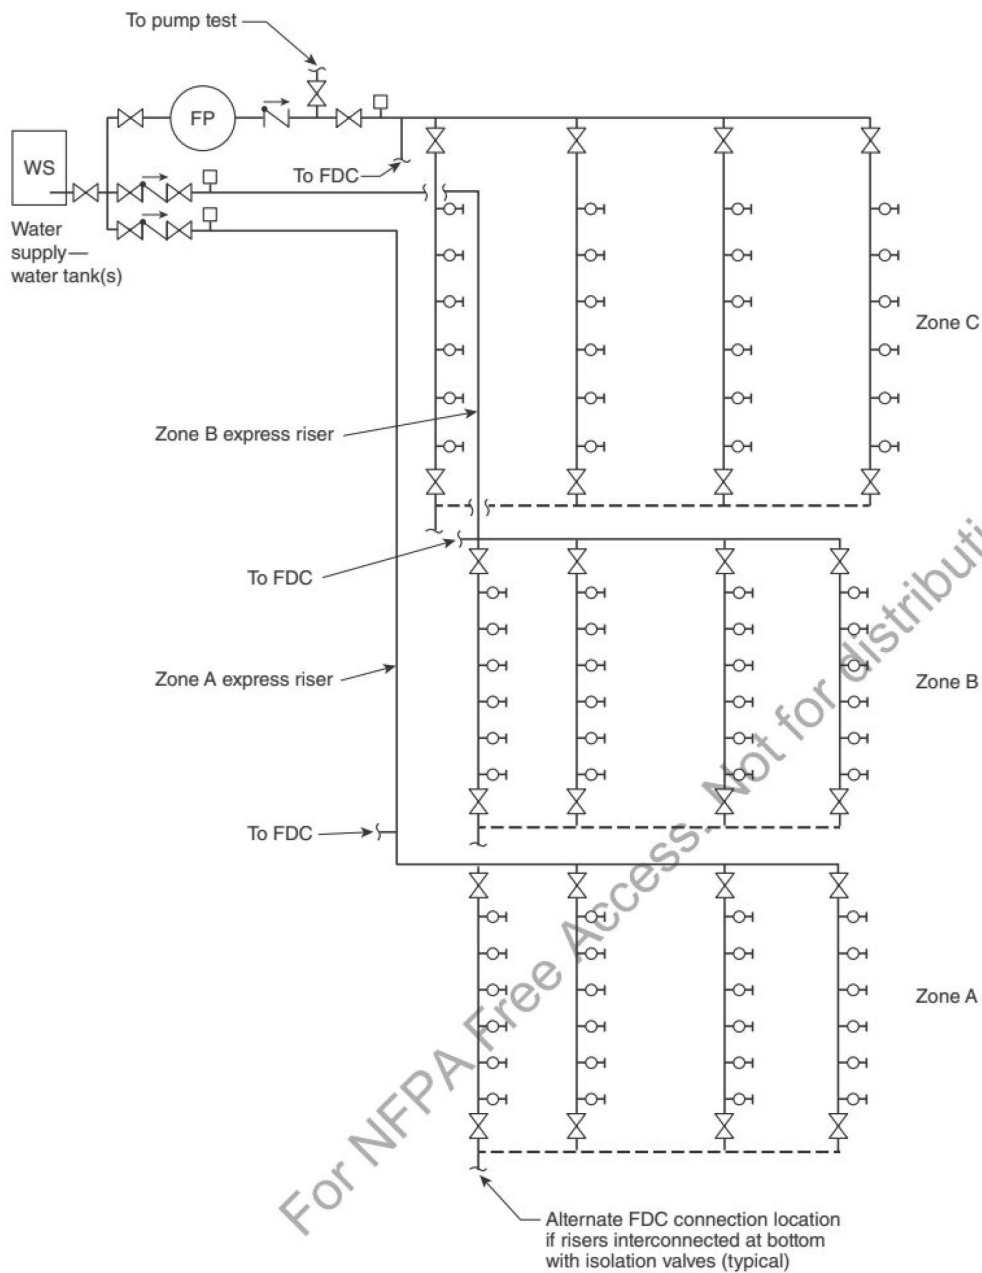 To pump test
FP
WS
To FDC
Water
supply—
water tank(s)
Zone C
Zone B express riser
To FDC
Zone A express riser
Zone B
To FDC
Zone A
Alternate FDC connection location
if risers interconnected at bottom
with isolation valves (typical)
For NFPA Free Access. Not for distributi